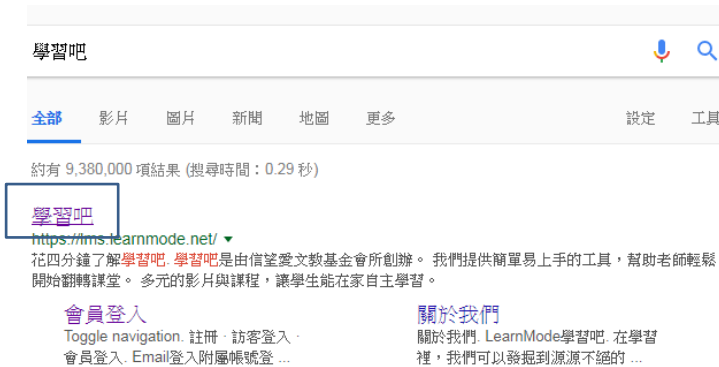 學習吧
全部 影片 圖片 新聞 地圖 更多 設定 工具
約有 9,380,000 項結果 (搜尋時間：0.29 秒)
學習吧
https://lms.learnmode.net/
花四分鐘了解學習吧. 學習吧是由信望愛文教基金會所創辦。 我們提供簡單易上手的工具，幫助老師輕鬆
開始翻轉課堂。 多元的影片與課程，讓學生能在家自主學習。
會員登入
Toggle navigation. 註冊 · 訪客登入 ·
會員登入. Email登入附屬帳號登 ...
關於我們
關於我們. LearnMode學習吧. 在學習
裡，我們可以發掘到源源不絕的 ...